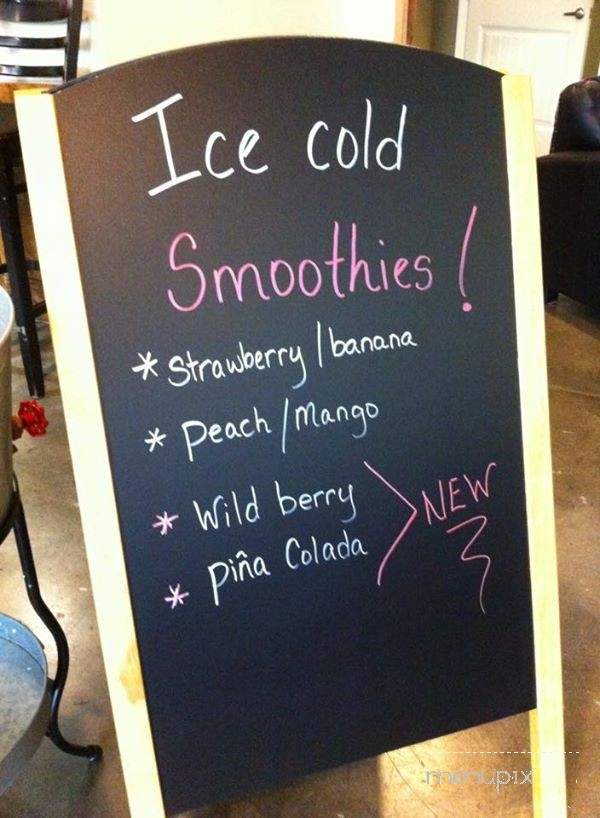 Ice cold
Smoothies!
* Strawberry/banana
* Peach/Mango
* Wild berry
* Piña Colada
NEW
menupix